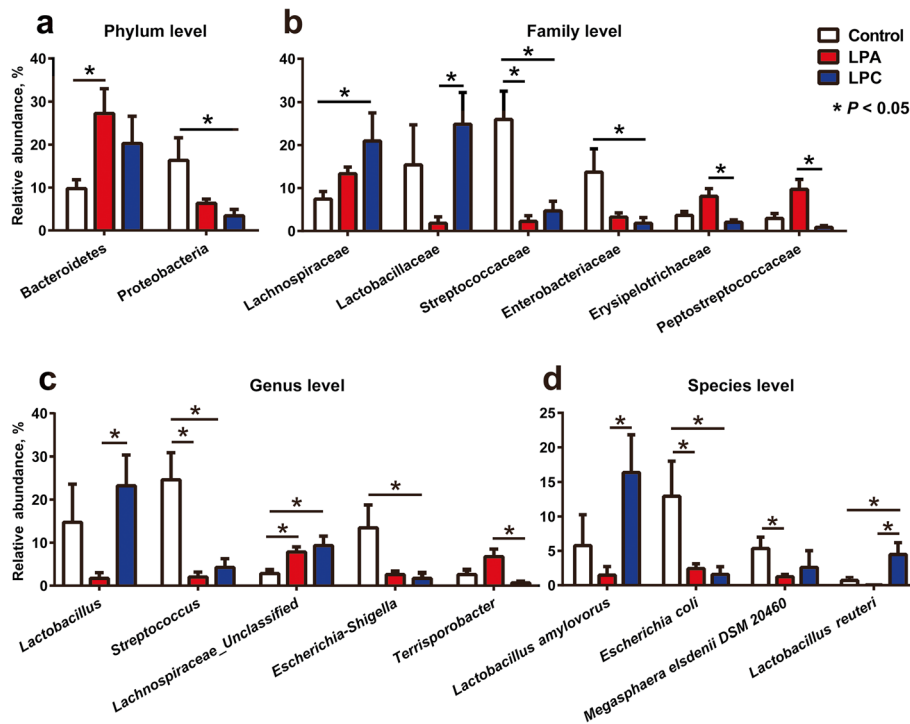 a
Phylum level
Relative abundance, %
40
30
20
10
0
*
*
Bacteroidetes
Proteobacteria
b
Family level
40
30
20
10
0
*
*
*
*
*
*
*
Lachnospiraceae
Lactobacillaceae
Streptococcaceae
Enterobacteriaceae
Erysipelotrichaceae
Peptostreptococcaceae
Control
LPA
LPC
* P < 0.05
c
Genus level
Relative abundance, %
40
30
20
10
0
*
*
*
*
*
*
*
Lactobacillus
Streptococcus
Lachnospiraceae_Unclassified
Escherichia-Shigella
Terrisporobacter
d
Species level
25
20
15
10
5
0
*
*
*
*
*
*
Lactobacillus amylovorus
Escherichia coli
Megasphaera elsdenii DSM 20460
Lactobacillus reuteri